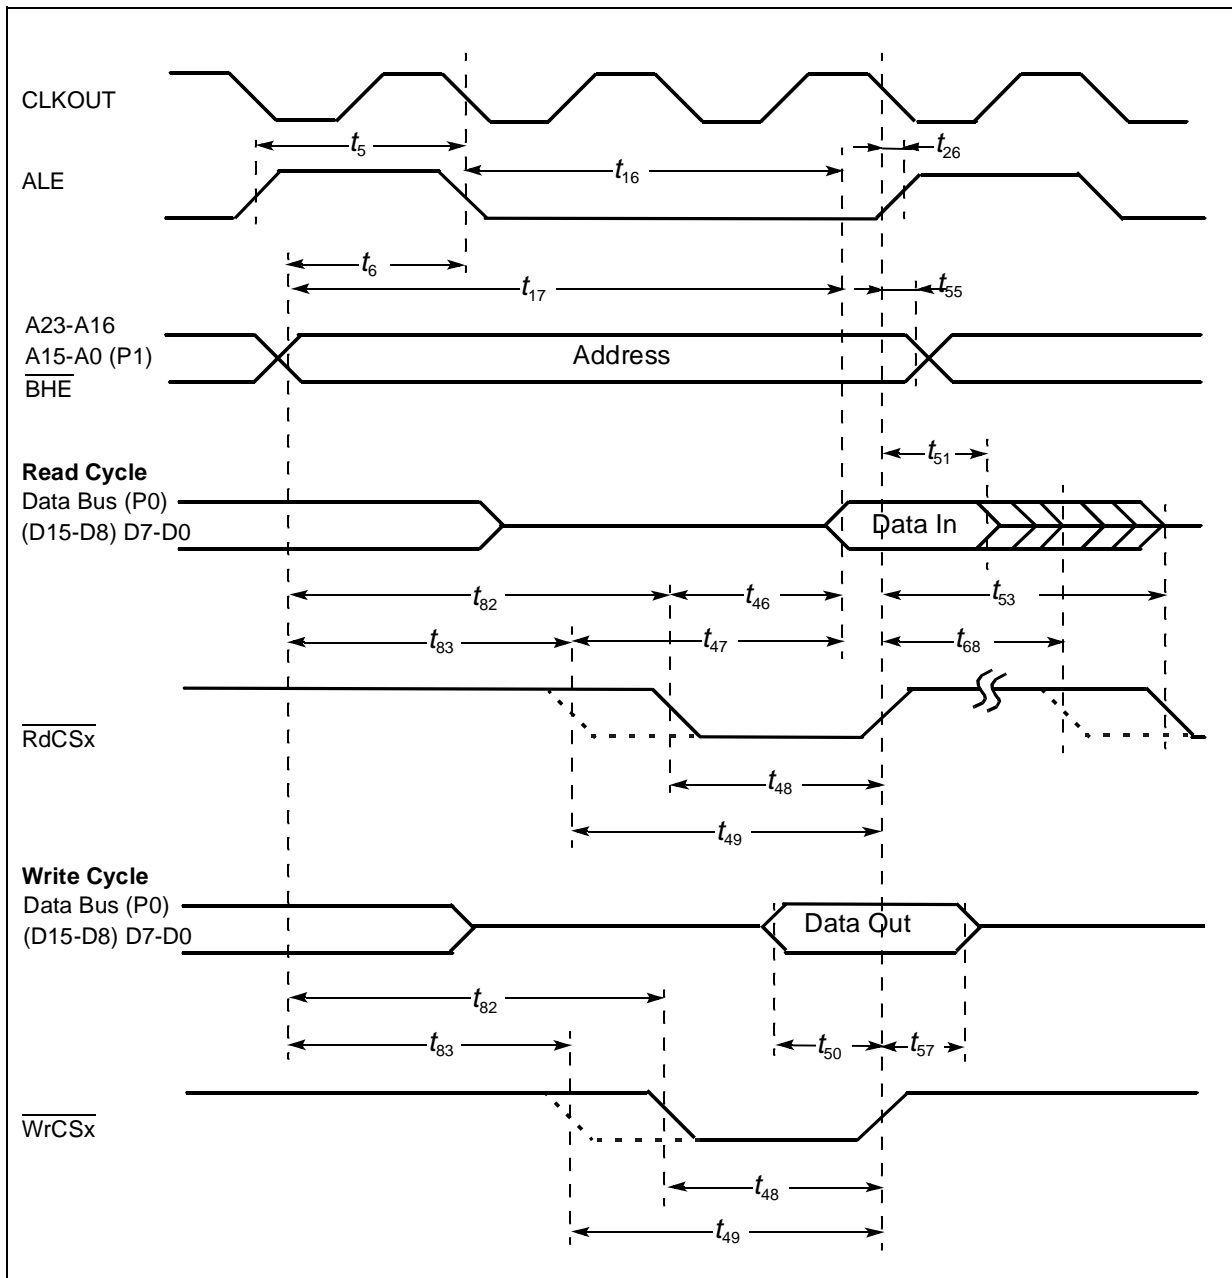 CLKOUT
t5
t26
ALE
t16
t6
t17
t55
A23-A16
A15-A0 (P1)
Address
BHE
t51
Read Cycle
Data Bus (P0)
(D15-D8) D7-D0
Data In
t82
t46
t53
t83
t47
t68
RdCSx
t48
t49
Write Cycle
Data Bus (P0)
(D15-D8) D7-D0
Data Out
t82
t83
t50
t57
WrCSx
t48
t49